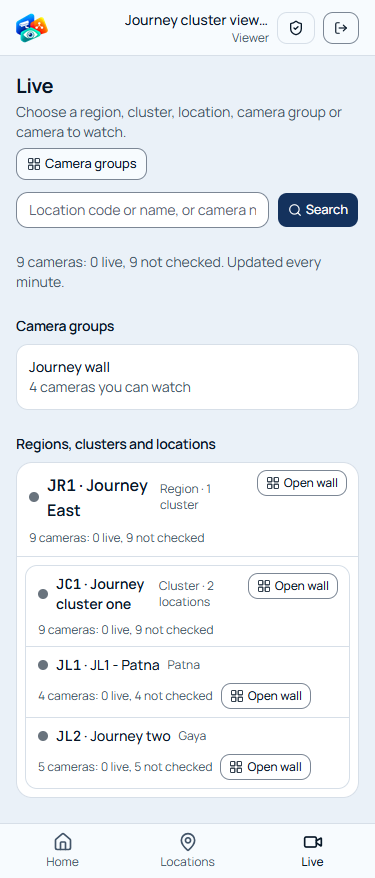 Journey cluster view...
Viewer
Live
Choose a region, cluster, location, camera group or
camera to watch.
Camera groups
Location code or name, or camera n
Search
9 cameras: 0 live, 9 not checked. Updated every
minute.
Camera groups
Journey wall
4 cameras you can watch
Regions, clusters and locations
JR1 · Journey
East
Region · 1
cluster
Open wall
9 cameras: 0 live, 9 not checked
JC1 · Journey
cluster one
Cluster · 2
locations
Open wall
9 cameras: 0 live, 9 not checked
JL1 · JL1 - Patna Patna
4 cameras: 0 live, 4 not checked Open wall
JL2 · Journey two Gaya
5 cameras: 0 live, 5 not checked Open wall
Home Locations Live